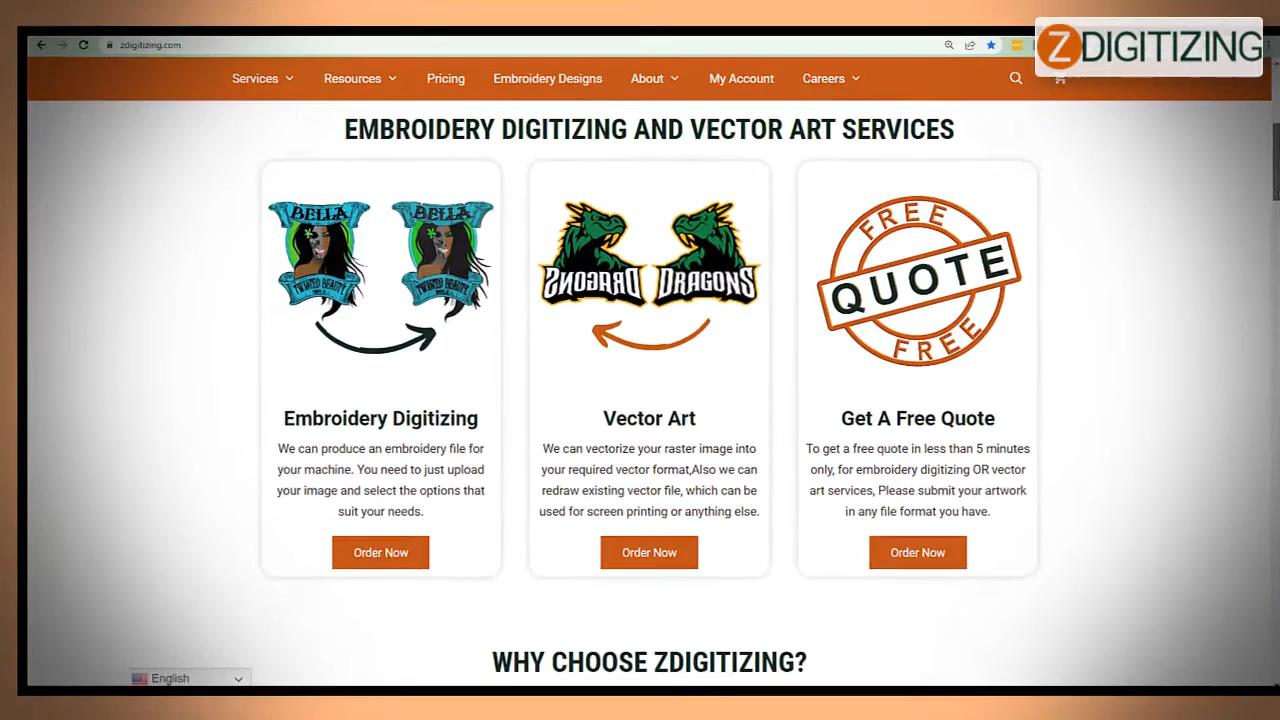 zdigitizing.com
ZDIGITIZING
Services
Resources
Pricing
Embroidery Designs
About
My Account
Careers
EMBROIDERY DIGITIZING AND VECTOR ART SERVICES
BELLA
TWISTED BEAUTY
BELLA
TWISTED BEAUTY
DRAGONS
DRAGONS
FREE
QUOTE
FREE
Embroidery Digitizing
We can produce an embroidery file for
your machine. You need to just upload
your image and select the options that
suit your needs.
Order Now
Vector Art
We can vectorize your raster image into
your required vector format,Also we can
redraw existing vector file, which can be
used for screen printing or anything else.
Order Now
Get A Free Quote
To get a free quote in less than 5 minutes
only, for embroidery digitizing OR vector
art services, Please submit your artwork
in any file format you have.
Order Now
WHY CHOOSE ZDIGITIZING?
English